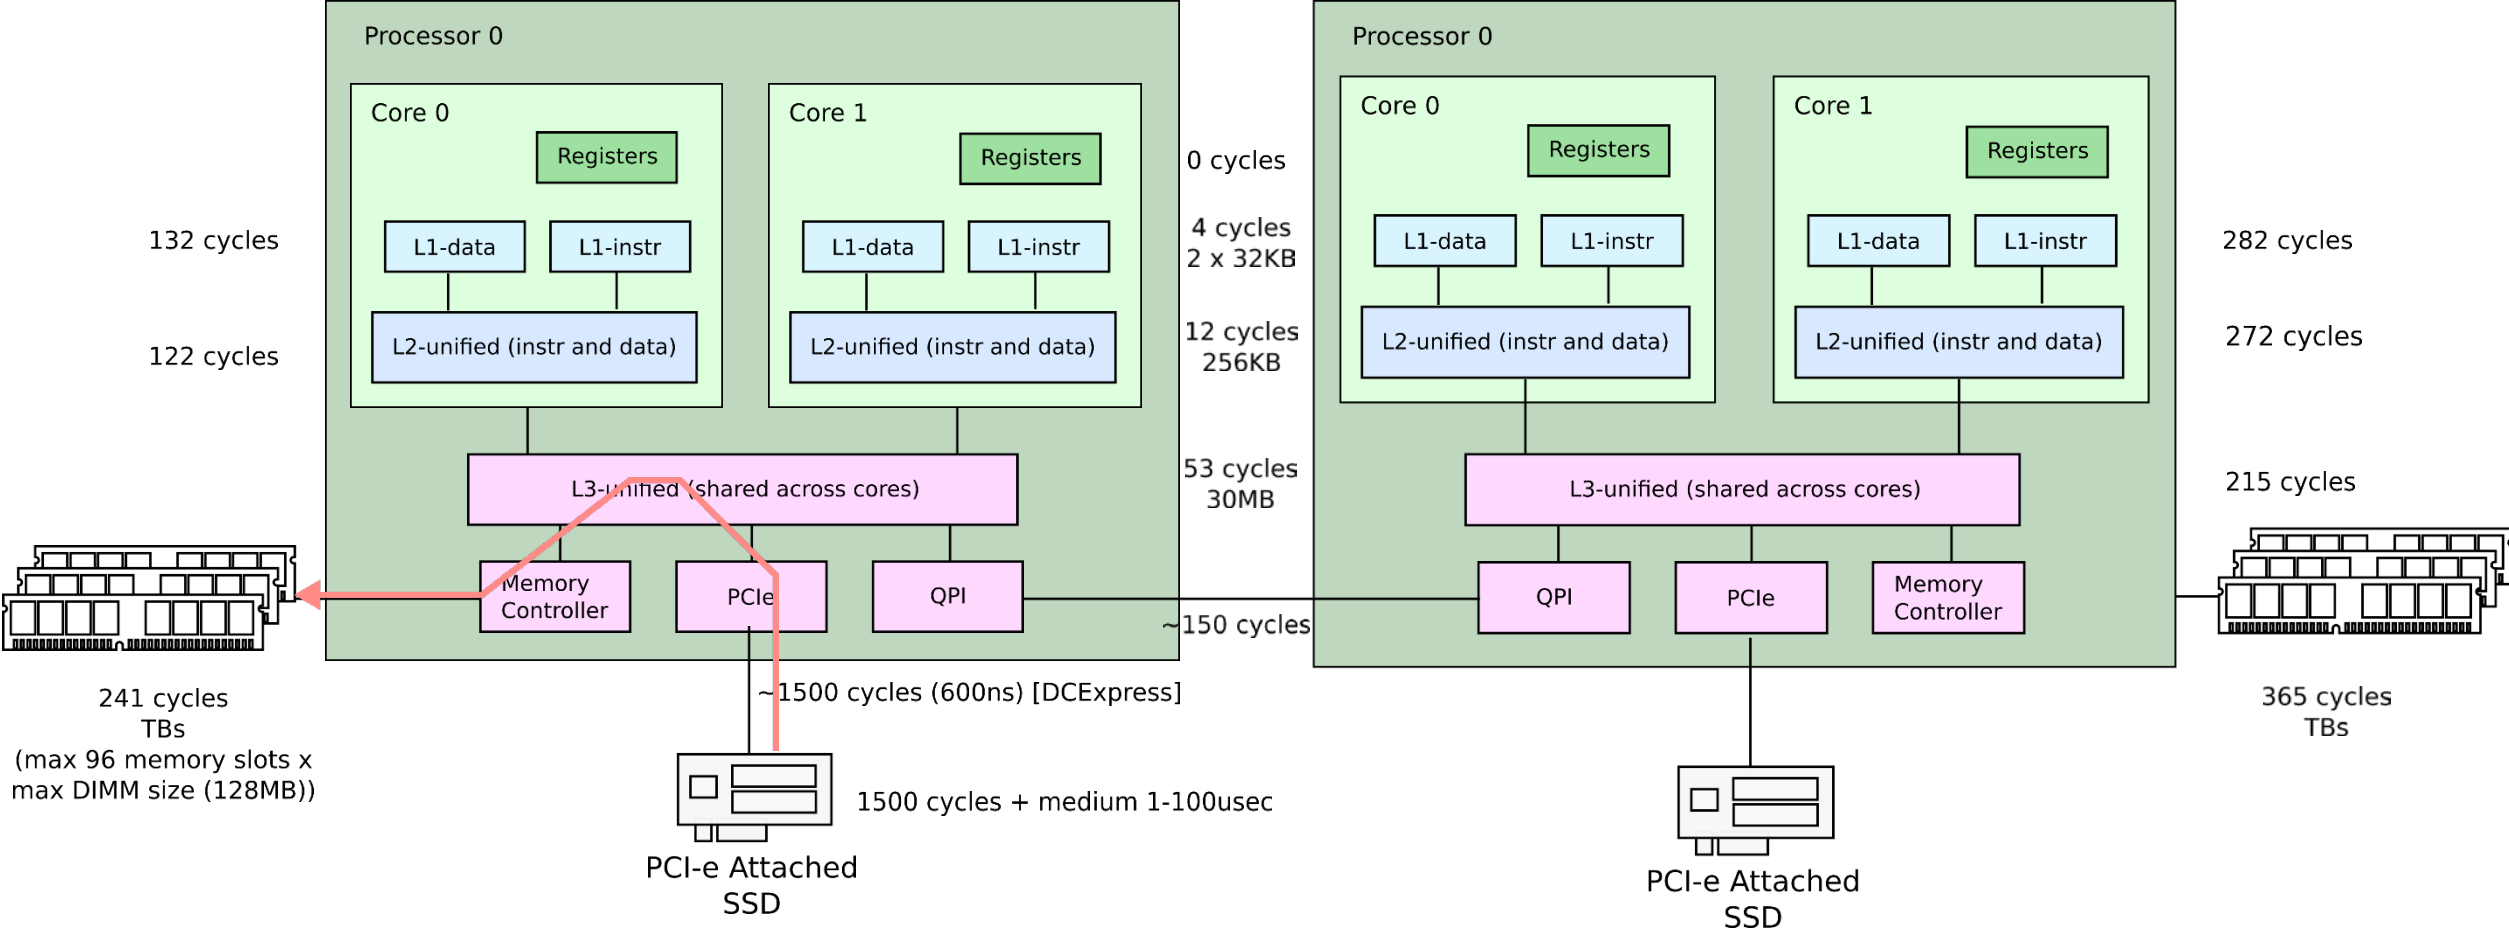 Processor 0
Processor 0
Core 0
Core 1
Core 0
Core 1
Registers
Registers
0 cycles
Registers
Registers
132 cycles
L1-data
L1-instr
L1-data
L1-instr
4 cycles
2 x 32KB
L1-data
L1-instr
L1-data
L1-instr
282 cycles
122 cycles
L2-unified (instr and data)
L2-unified (instr and data)
12 cycles
256KB
L2-unified (instr and data)
L2-unified (instr and data)
272 cycles
L3-unified (shared across cores)
53 cycles
30MB
L3-unified (shared across cores)
215 cycles
Memory
Controller
PCIe
QPI
~150 cycles
QPI
PCIe
Memory
Controller
241 cycles
TBs
(max 96 memory slots x
max DIMM size (128MB))
~1500 cycles (600ns) [DCExpress]
365 cycles
TBs
1500 cycles + medium 1-100usec
PCI-e Attached
SSD
PCI-e Attached
SSD